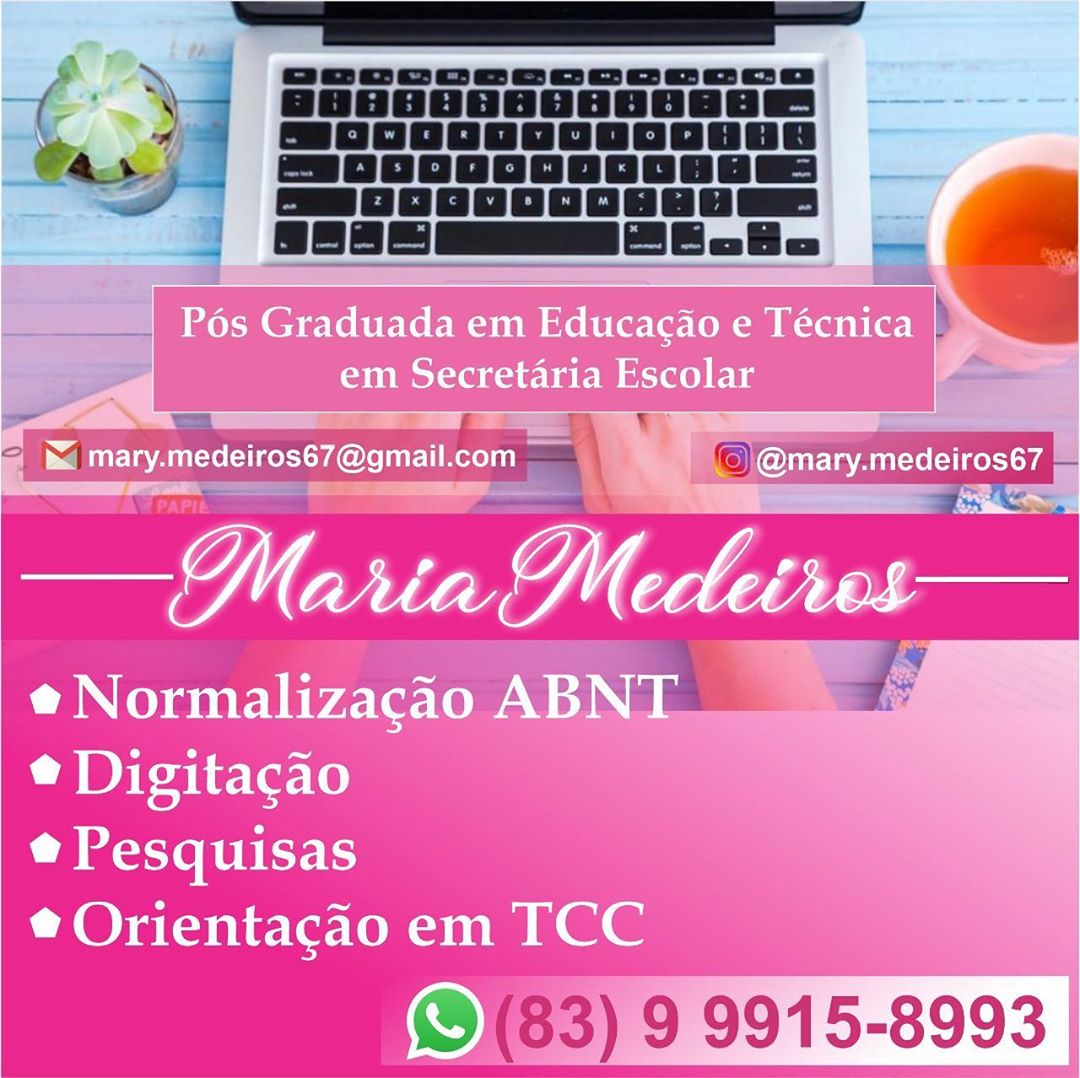 Pós Graduada em Educação e Técnica
em Secretária Escolar
mary.medeiros67@gmail.com
@mary.medeiros67
PAPIE
Maria Medeiros
Normalização ABNT
Digitação
Pesquisas
Orientação em TCC
(83) 9 9915-8993